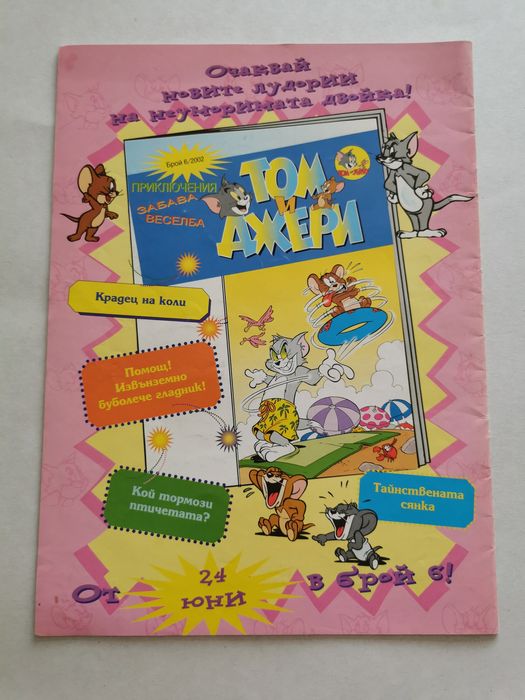 Очаквай
новите лудории
на неуморимата двойка!
Брой 6/2002
ПРИКЛЮЧЕНИЯ
ЗАБАВА
ВЕСЕЛБА
ТОМ
И
ДЖЕРИ
Крадец на коли
Помощ!
Извънземно
буболече гладник!
Кой тормози
птичетата?
Тайнствената
сянка
От
24
ЮНИ
в брой 6!